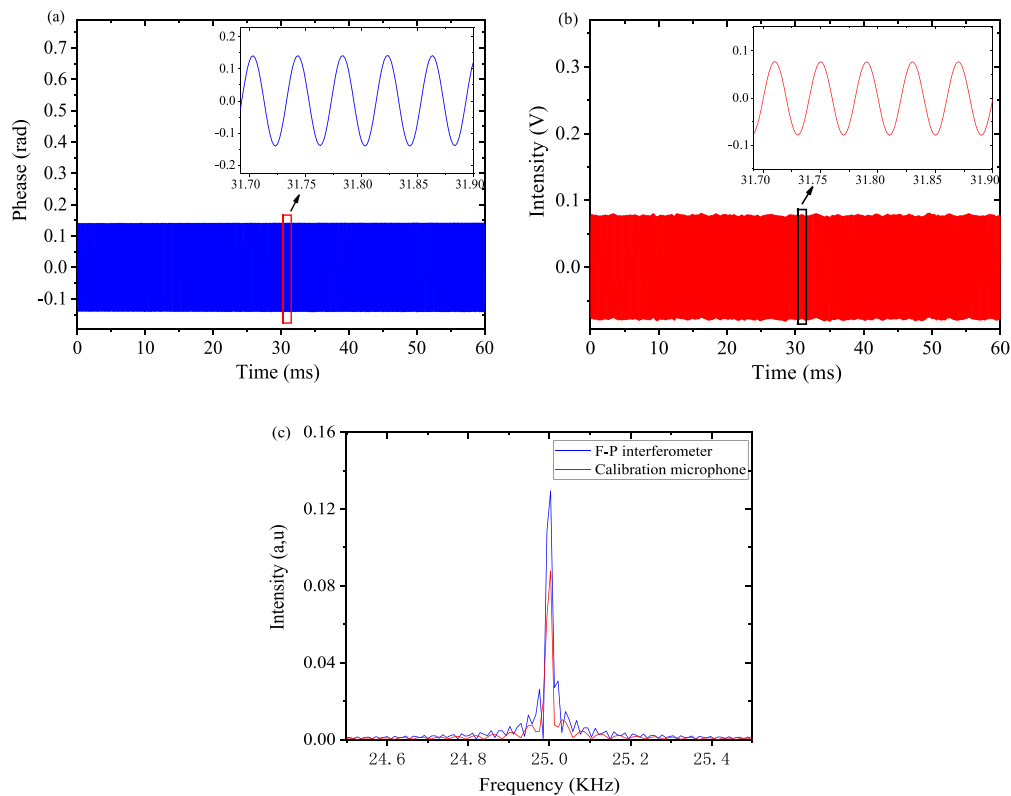 (a)
0.7
0.6
0.5
0.4
0.3
0.2
0.1
0.0
-0.1
Phease (rad)
0.2
0.1
0.0
-0.1
-0.2
31.70 31.75 31.80 31.85 31.90
0 10 20 30 40 50 60
Time (ms)
(b)
0.3
0.2
0.1
0.0
Intensity (V)
0.1
0.0
-0.1
31.70 31.75 31.80 31.85 31.90
0 10 20 30 40 50 60
Time (ms)
(c)
0.16
0.12
0.08
0.04
0.00
Intensity (a,u)
F-P interferometer
Calibration microphone
24.6 24.8 25.0 25.2 25.4
Frequency (KHz)